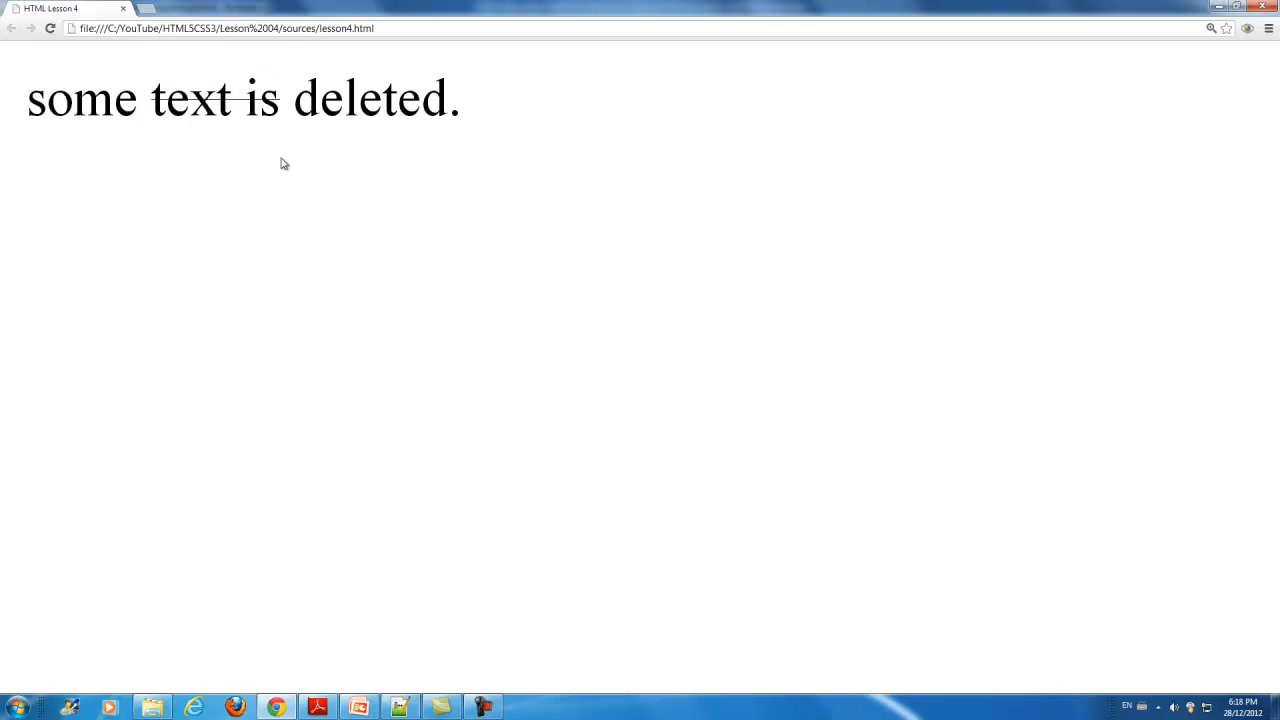 HTML Lesson 4
file:///C:/YouTube/HTML5CSS3/Lesson%2004/sources/lesson4.html
some text is deleted.
EN
6:18 PM
28/12/2012